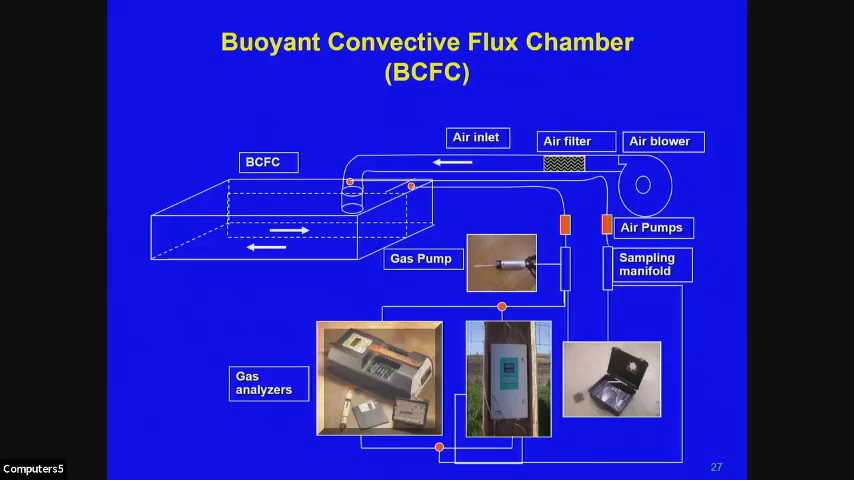 Buoyant Convective Flux Chamber
(BCFC)
Air inlet
Air filter
Air blower
BCFC
Air Pumps
Gas Pump
Sampling
manifold
Gas
analyzers
27
Computers5